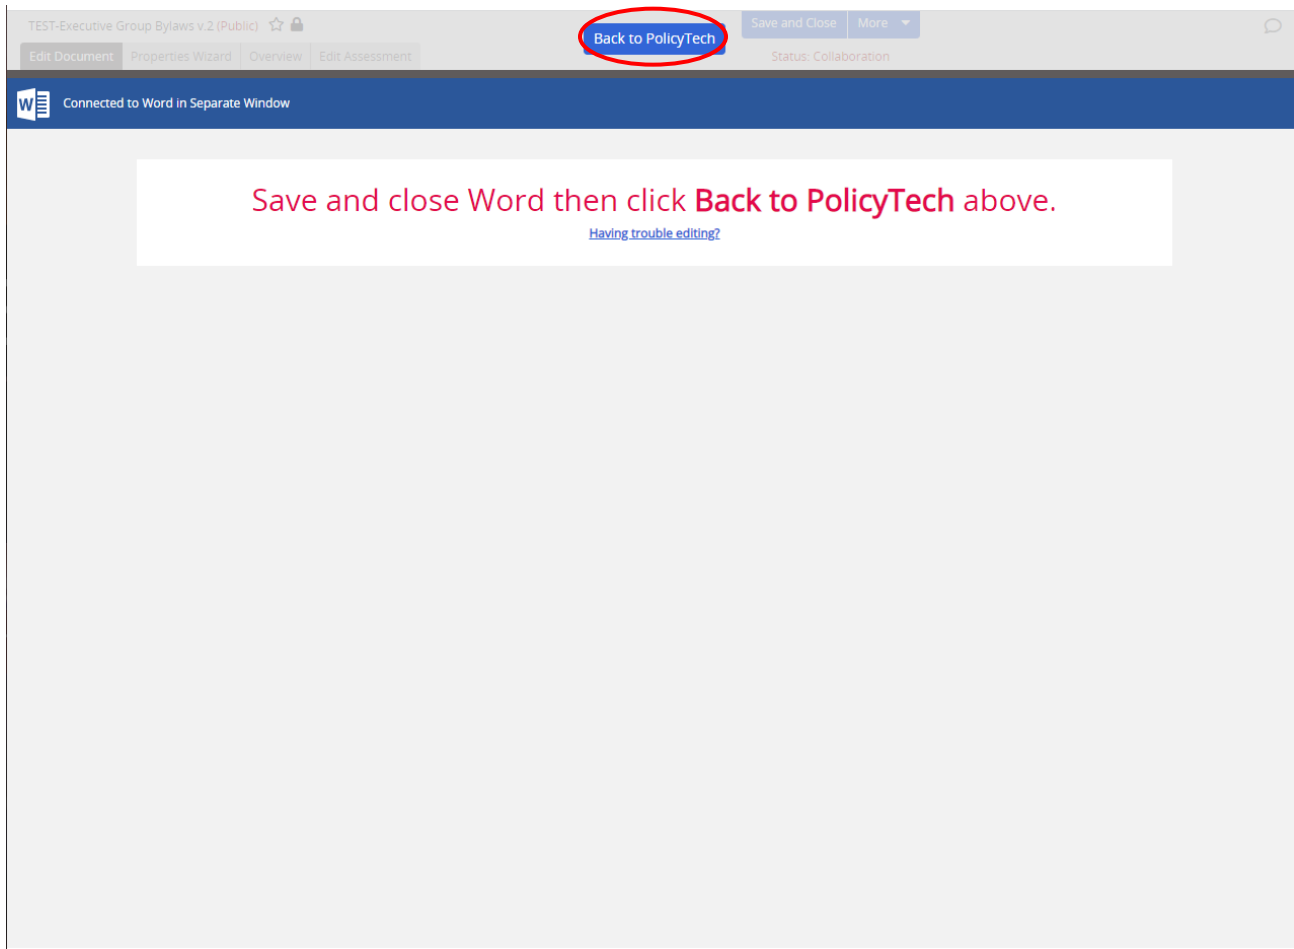 TEST-Executive Group Bylaws v.2 (Public)
Back to PolicyTech
Save and Close
More
Edit Document
Properties Wizard
Overview
Edit Assessment
Status: Collaboration
W
Connected to Word in Separate Window
Save and close Word then click Back to PolicyTech above.
Having trouble editing?